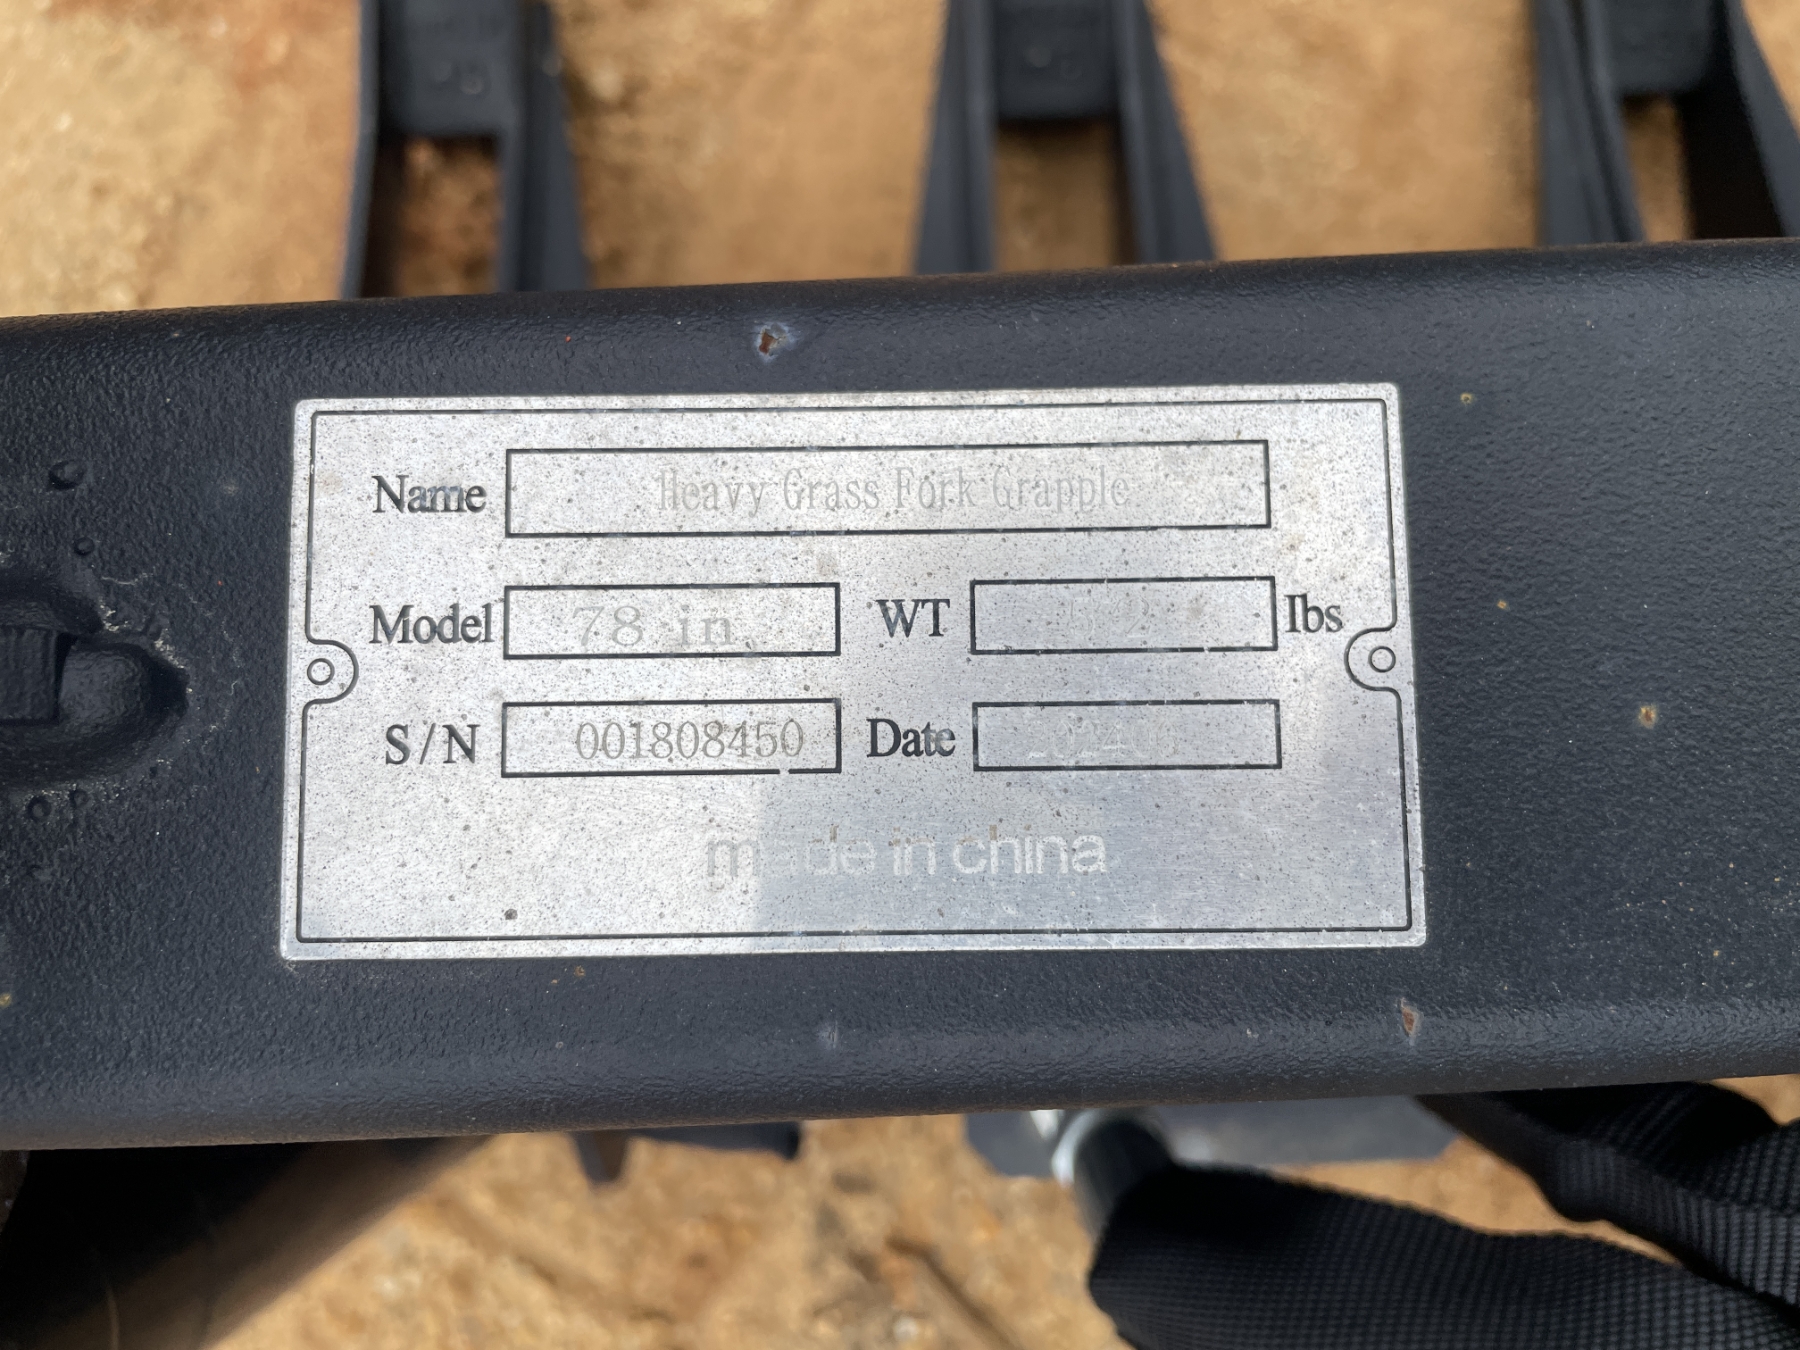 Name Heavy Grass Fork Grapple
Model 78 in WT lbs
S/N 001808450 Date
made in china